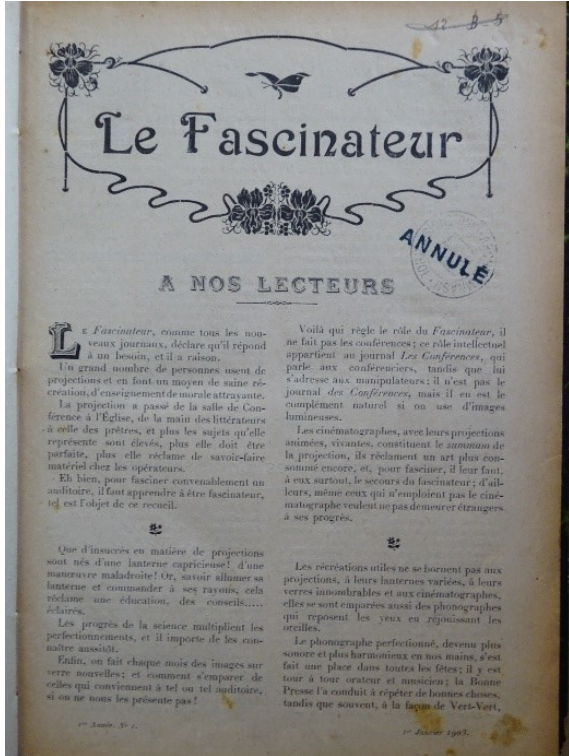 Le Fascinateur
ANNULÉ
A NOS LECTEURS
LE Fascinateur, comme tous les nou-
veaux journaux, déclare qu'il répond
à un besoin, et il a raison.
Un grand nombre de personnes usent de
projections et en font un moyen de saine ré-
création, d'enseignement de morale attrayante.
La projection a passé de la salle de Con-
férence à l'Église, de la main des littérateurs
à celle des prêtres, et plus les sujets qu'elle
représente sont élevés, plus elle doit être
parfaite, plus elle réclame de savoir-faire
matériel chez les opérateurs.
Eh bien, pour fasciner convenablement un
auditoire, il faut apprendre à être fascinateur,
tel est l'objet de ce recueil.
Que d'insuccès en matière de projections
sont nés d'une lanterne capricieuse! d'une
manœuvre maladroite! Or, savoir allumer sa
lanterne et commander à ses rayons, cela
réclame une éducation, des conseils.....
éclairés.
Les progrès de la science multiplient les
perfectionnements, et il importe de les con-
naître aussitôt.
Enfin, on fait chaque mois des images sur
verre nouvelles; et comment s'emparer de
celles qui conviennent à tel ou tel auditoire,
si on ne nous les présente pas!
1re Année. No 1.
Voilà qui règle le rôle du Fascinateur, il
ne fait pas les conférences; ce rôle intellectuel
appartient au journal Les Conférences, qui
parle aux conférenciers, tandis que lui
s'adresse aux manipulateurs; il n'est pas le
journal des Conférences, mais il en est le
complément naturel si on use d'images
lumineuses.
Les cinématographes, avec leurs projections
animées, vivantes, constituent le summum de
la projection, ils réclament un art plus con-
sommé encore, et, pour fasciner, il leur faut,
à eux surtout, le secours du fascinateur; d'ail-
leurs, même ceux qui n'emploient pas le ciné-
matographe veulent ne pas demeurer étrangers
à ses progrès.
Les récréations utiles ne se bornent pas aux
projections, à leurs lanternes variées, à leurs
verres innombrables et aux cinématographes,
elles se sont emparées aussi des phonographes
qui reposent les yeux en réjouissant les
oreilles.
Le phonographe perfectionné, devenu plus
sonore et plus harmonieux en nos mains, s'est
fait une place dans toutes les fêtes; il y est
tour à tour orateur et musicien; la Bonne
Presse l'a conduit à répéter de bonnes choses,
tandis que souvent, à la façon de Vert-Vert,
1er Janvier 1903.